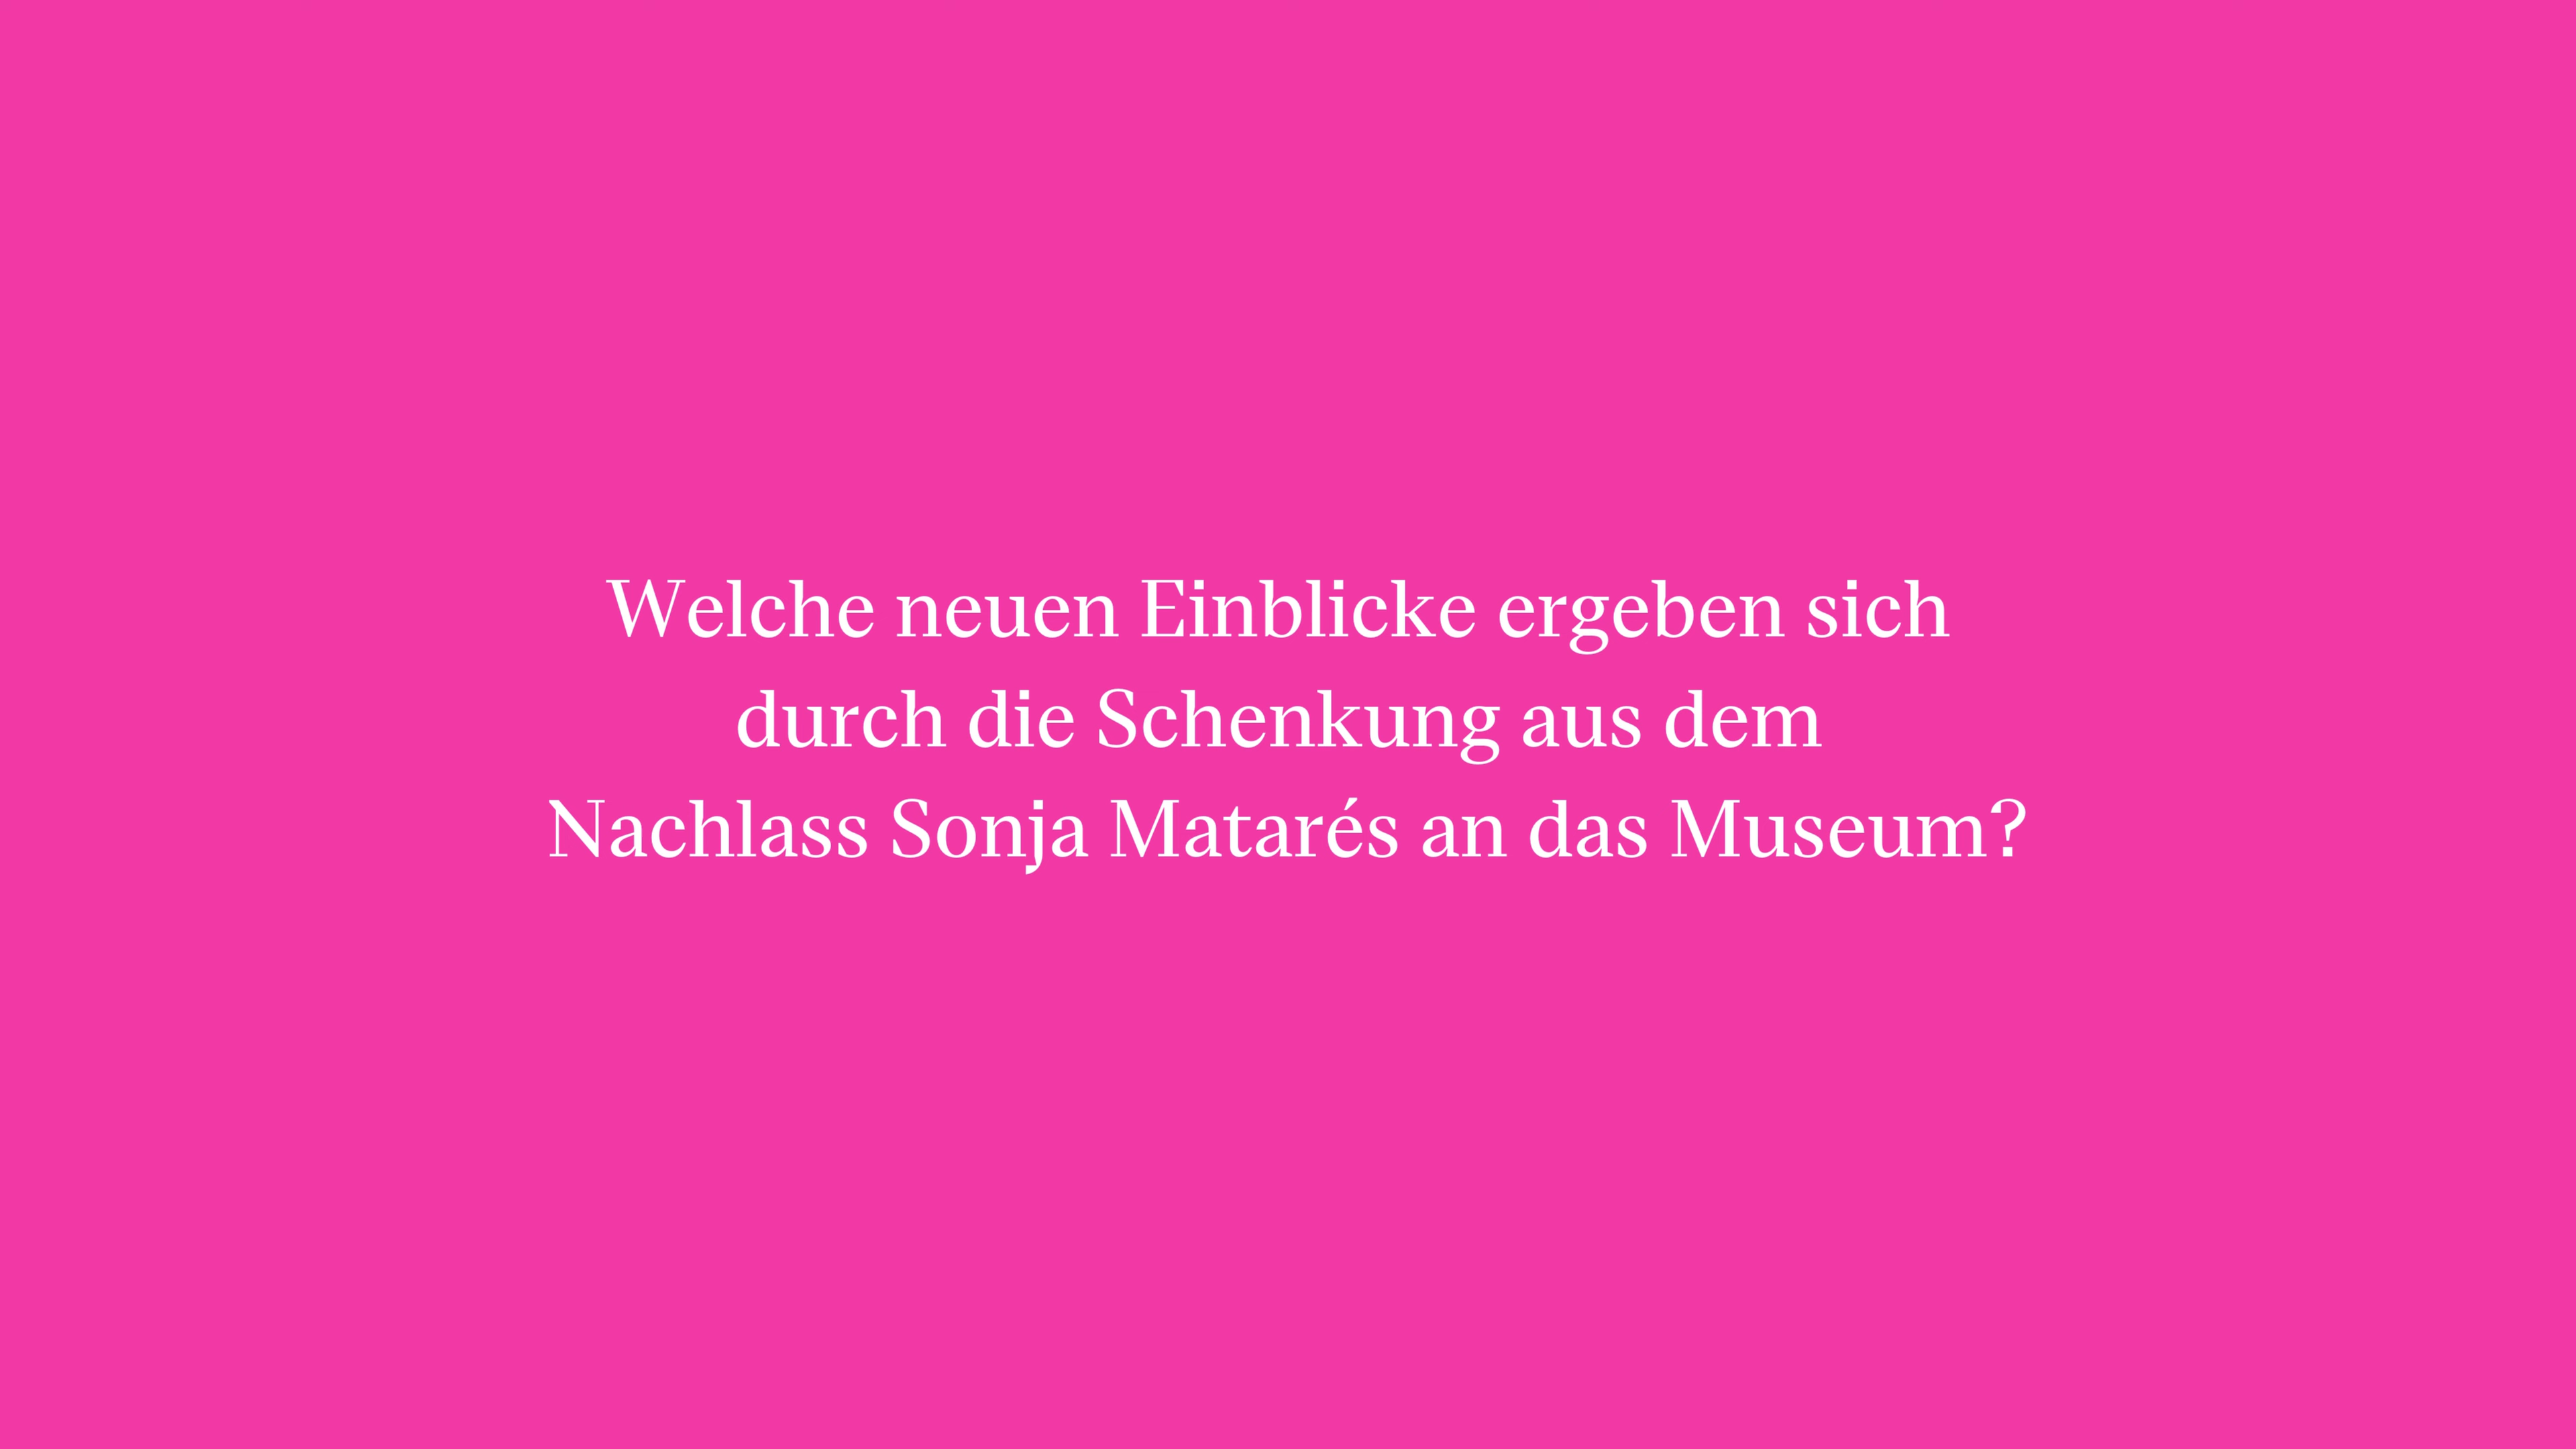 Welche neuen Einblicke ergeben sich
durch die Schenkung aus dem
Nachlass Sonja Matarés an das Museum?